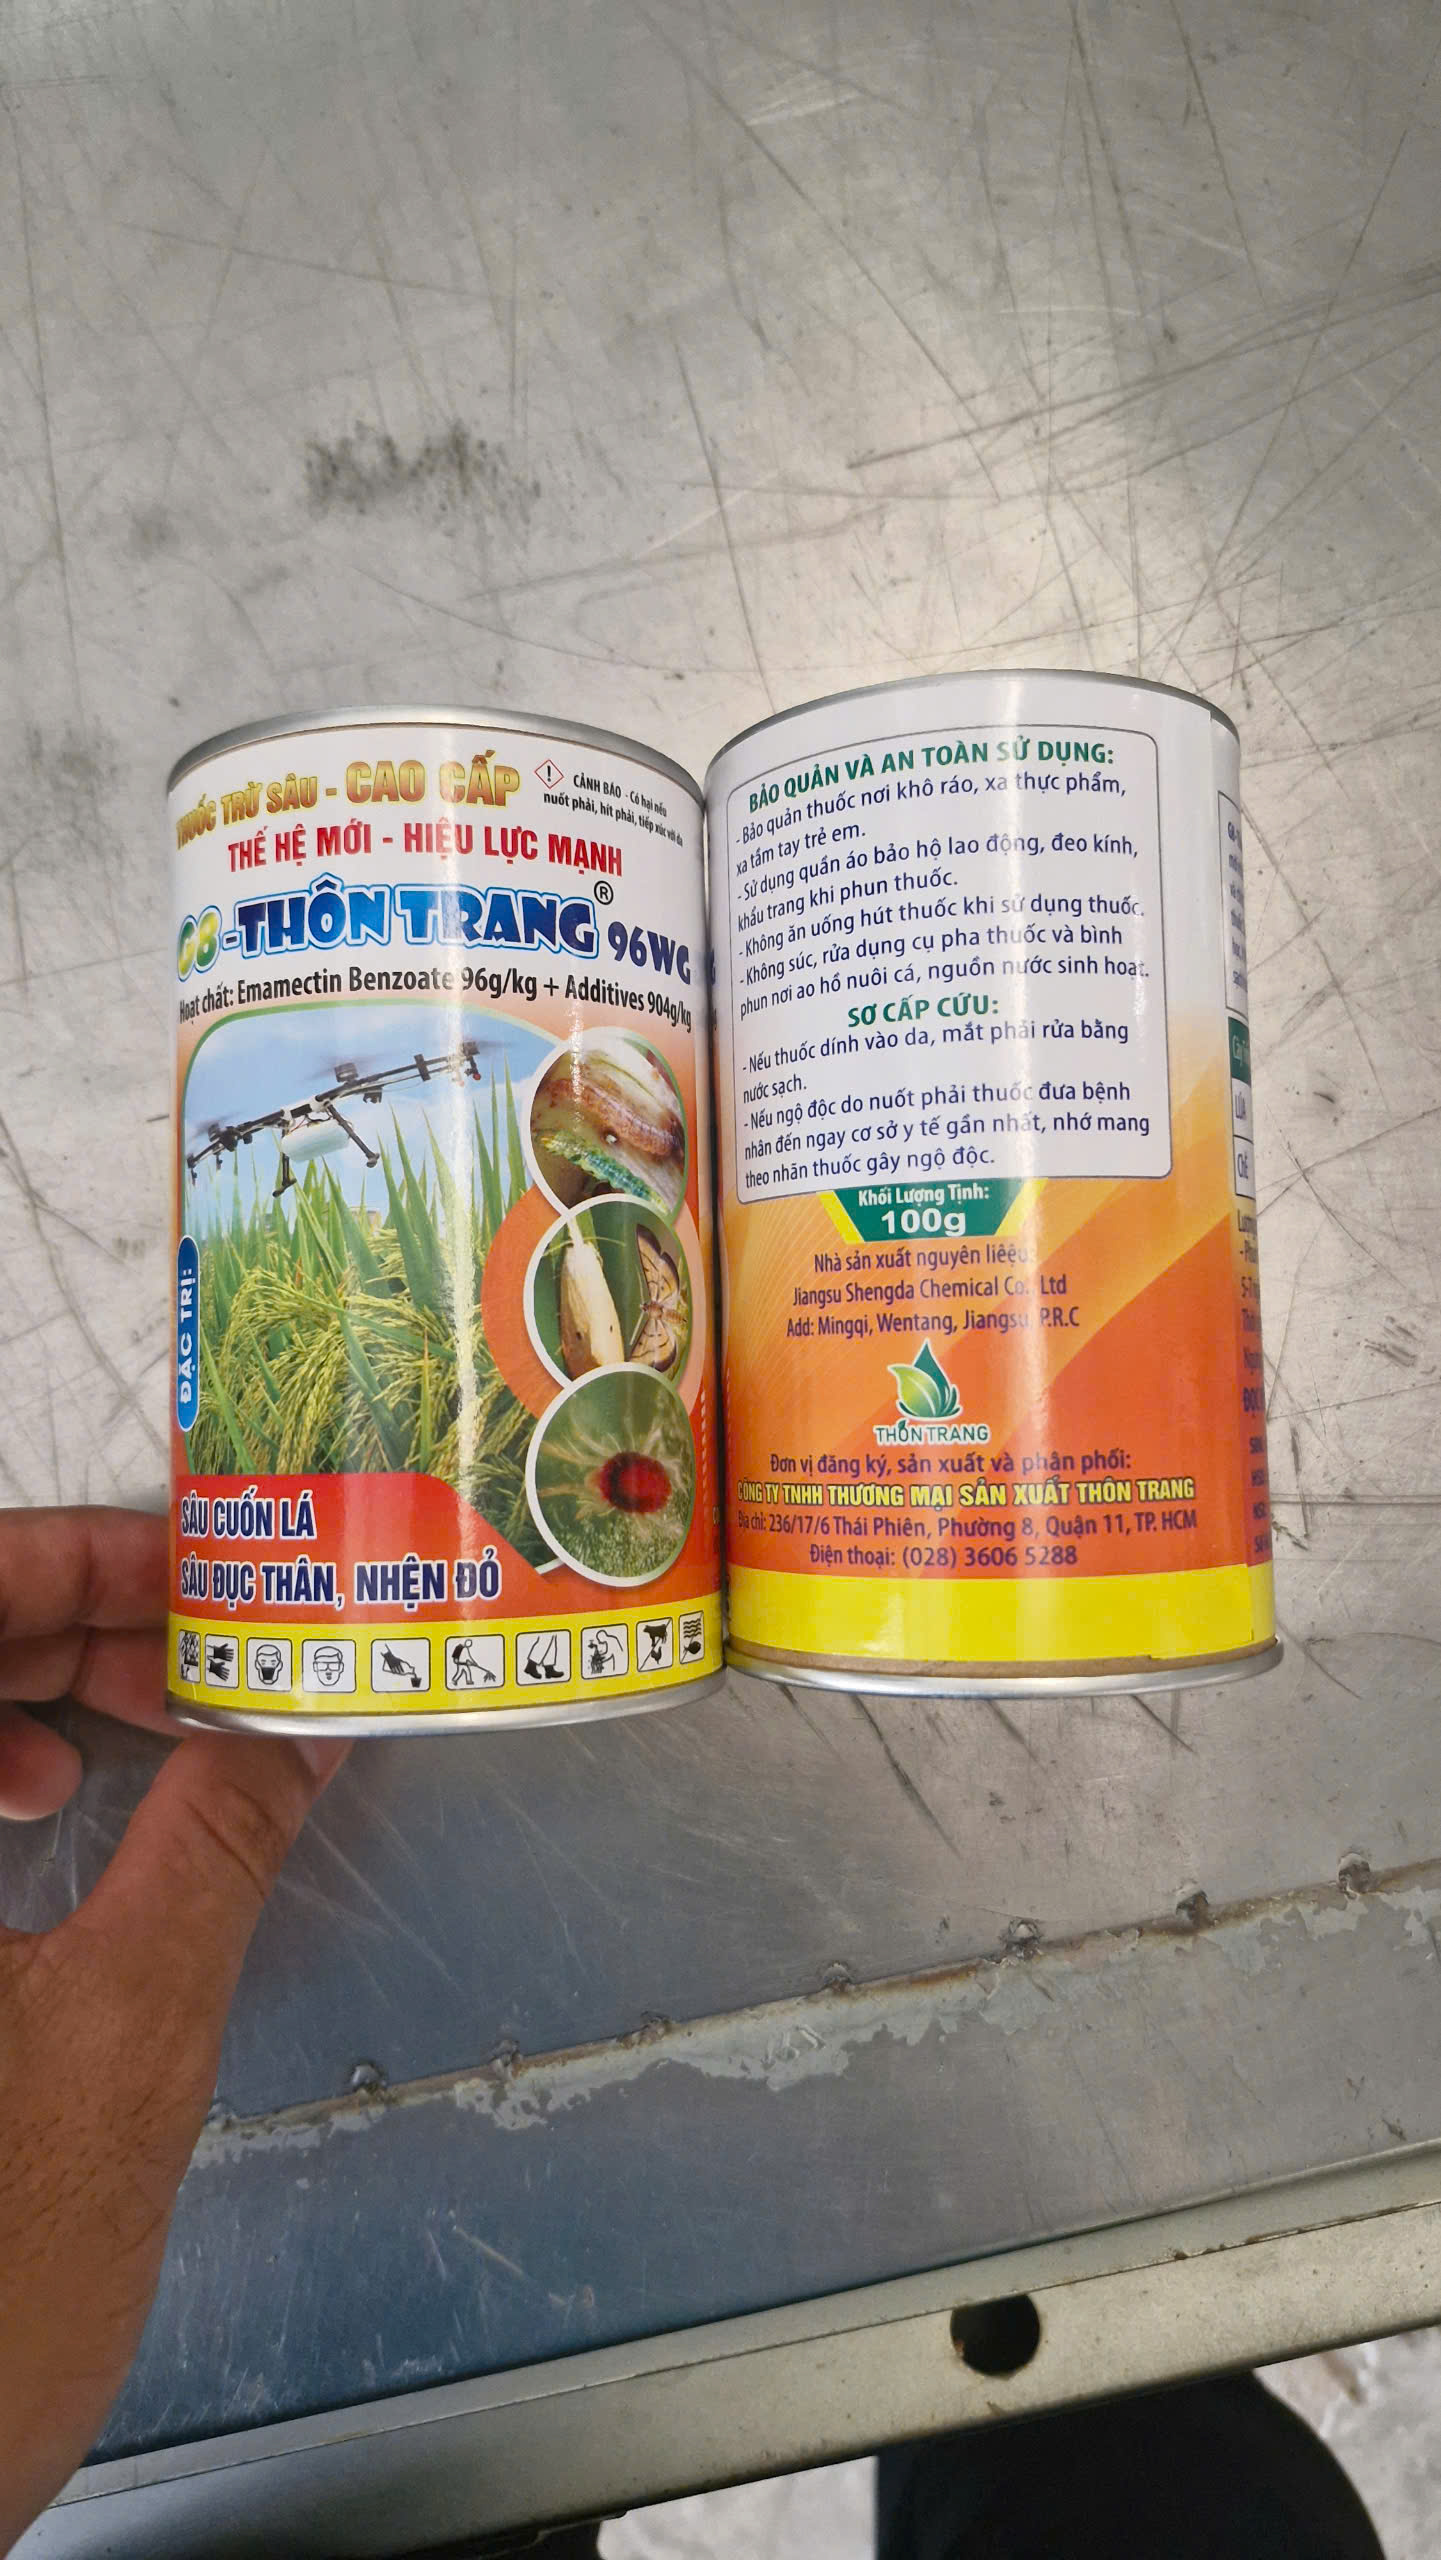 THUỐC TRỪ SÂU - CAO CẤP
CẢNH BÁO - Có hại nếu
nuốt phải, hít phải, tiếp xúc với da
THẾ HỆ MỚI - HIỆU LỰC MẠNH
G8-THÔN TRANG® 96WG
Hoạt chất: Emamectin Benzoate 96g/kg + Additives 904g/kg
ĐẶC TRỊ:
SÂU CUỐN LÁ
SÂU ĐỤC THÂN, NHỆN ĐỎ
BẢO QUẢN VÀ AN TOÀN SỬ DỤNG:
- Bảo quản thuốc nơi khô ráo, xa thực phẩm,
xa tầm tay trẻ em.
- Sử dụng quần áo bảo hộ lao động, đeo kính,
khẩu trang khi phun thuốc.
- Không ăn uống hút thuốc khi sử dụng thuốc.
- Không súc, rửa dụng cụ pha thuốc và bình
phun nơi ao hồ nuôi cá, nguồn nước sinh hoạt.
SƠ CẤP CỨU:
- Nếu thuốc dính vào da, mắt phải rửa bằng
nước sạch.
- Nếu ngộ độc do nuốt phải thuốc đưa bệnh
nhân đến ngay cơ sở y tế gần nhất, nhớ mang
theo nhãn thuốc gây ngộ độc.
Khối Lượng Tịnh:
100g
Nhà sản xuất nguyên liêệu:
Jiangsu Shengda Chemical Co., Ltd
Add: Mingqi, Wentang, Jiangsu, P.R.C
THÔN TRANG
Đơn vị đăng ký, sản xuất và phân phối:
CÔNG TY TNHH THƯƠNG MẠI SẢN XUẤT THÔN TRANG
Địa chỉ: 236/17/6 Thái Phiên, Phường 8, Quận 11, TP. HCM
Điện thoại: (028) 3606 5288
LÚA